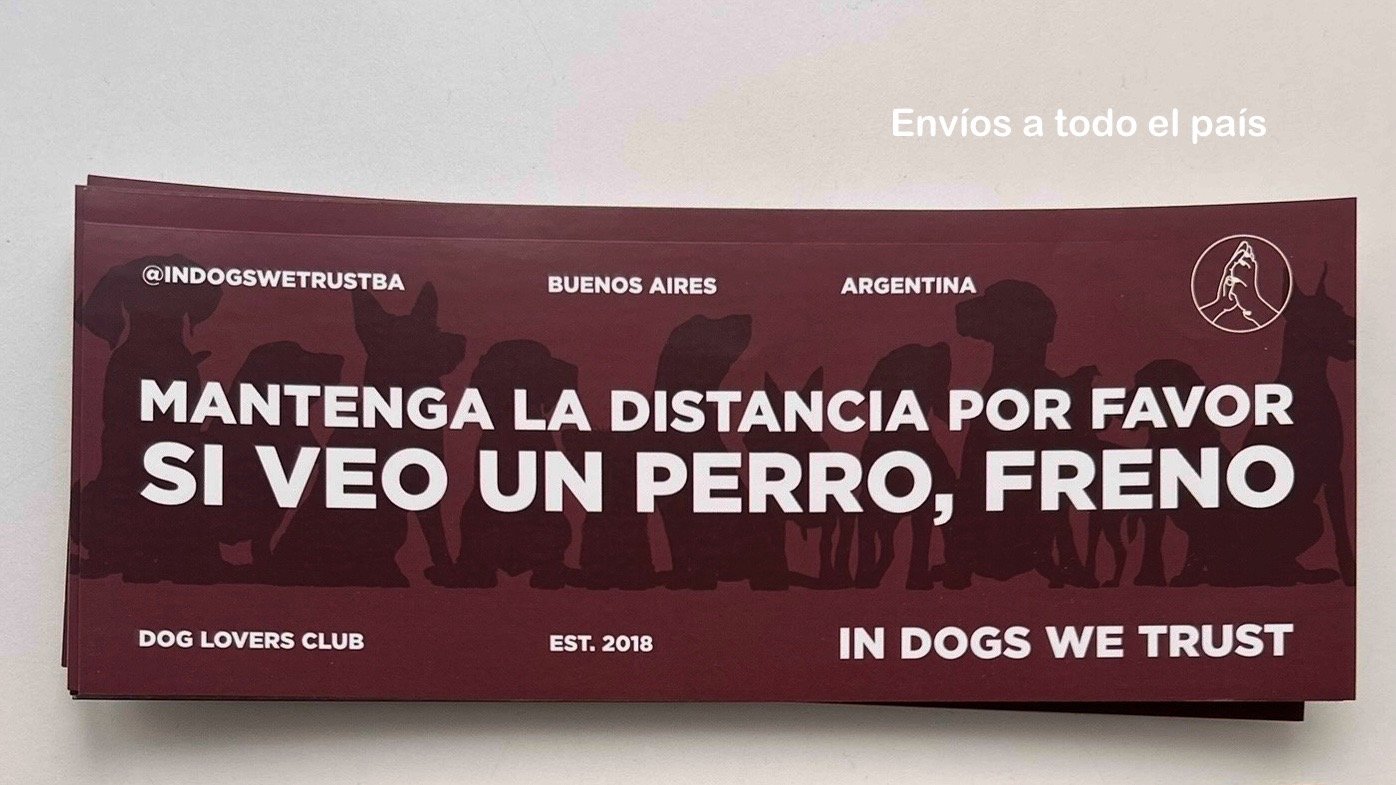 Envíos a todo el país
@INDOGSWETRUSTBA BUENOS AIRES ARGENTINA
MANTENGA LA DISTANCIA POR FAVOR
SI VEO UN PERRO, FRENO
DOG LOVERS CLUB EST. 2018 IN DOGS WE TRUST